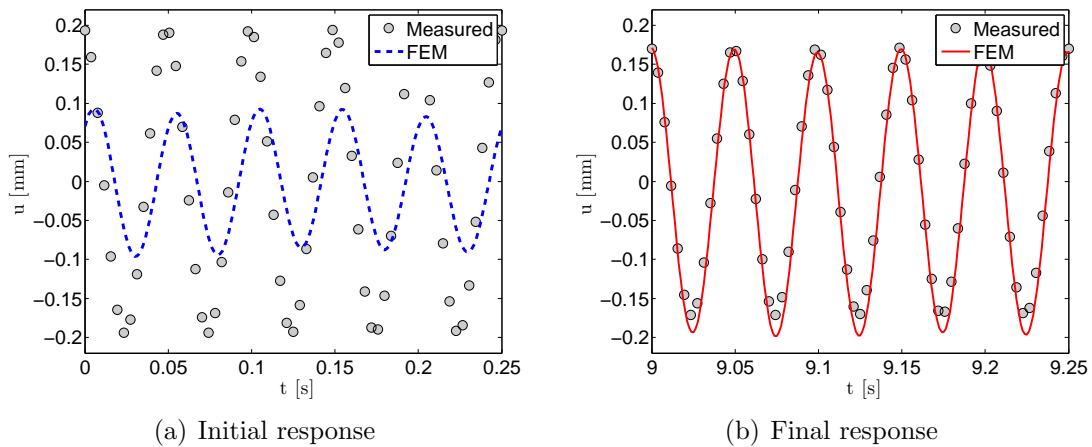 Measured
FEM
0.2
0.15
0.1
0.05
0
−0.05
−0.1
−0.15
−0.2
u [mm]
0 0.05 0.1 0.15 0.2 0.25
t [s]
(a) Initial response
Measured
FEM
0.2
0.15
0.1
0.05
0
−0.05
−0.1
−0.15
−0.2
u [mm]
9 9.05 9.1 9.15 9.2 9.25
t [s]
(b) Final response